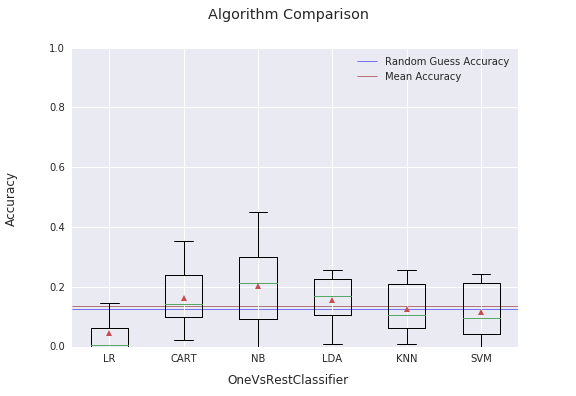 Algorithm Comparison
1.0
Random Guess Accuracy
Mean Accuracy
0.8
0.6
Accuracy
0.4
0.2
0.0
LR CART NB LDA KNN SVM
OneVsRestClassifier